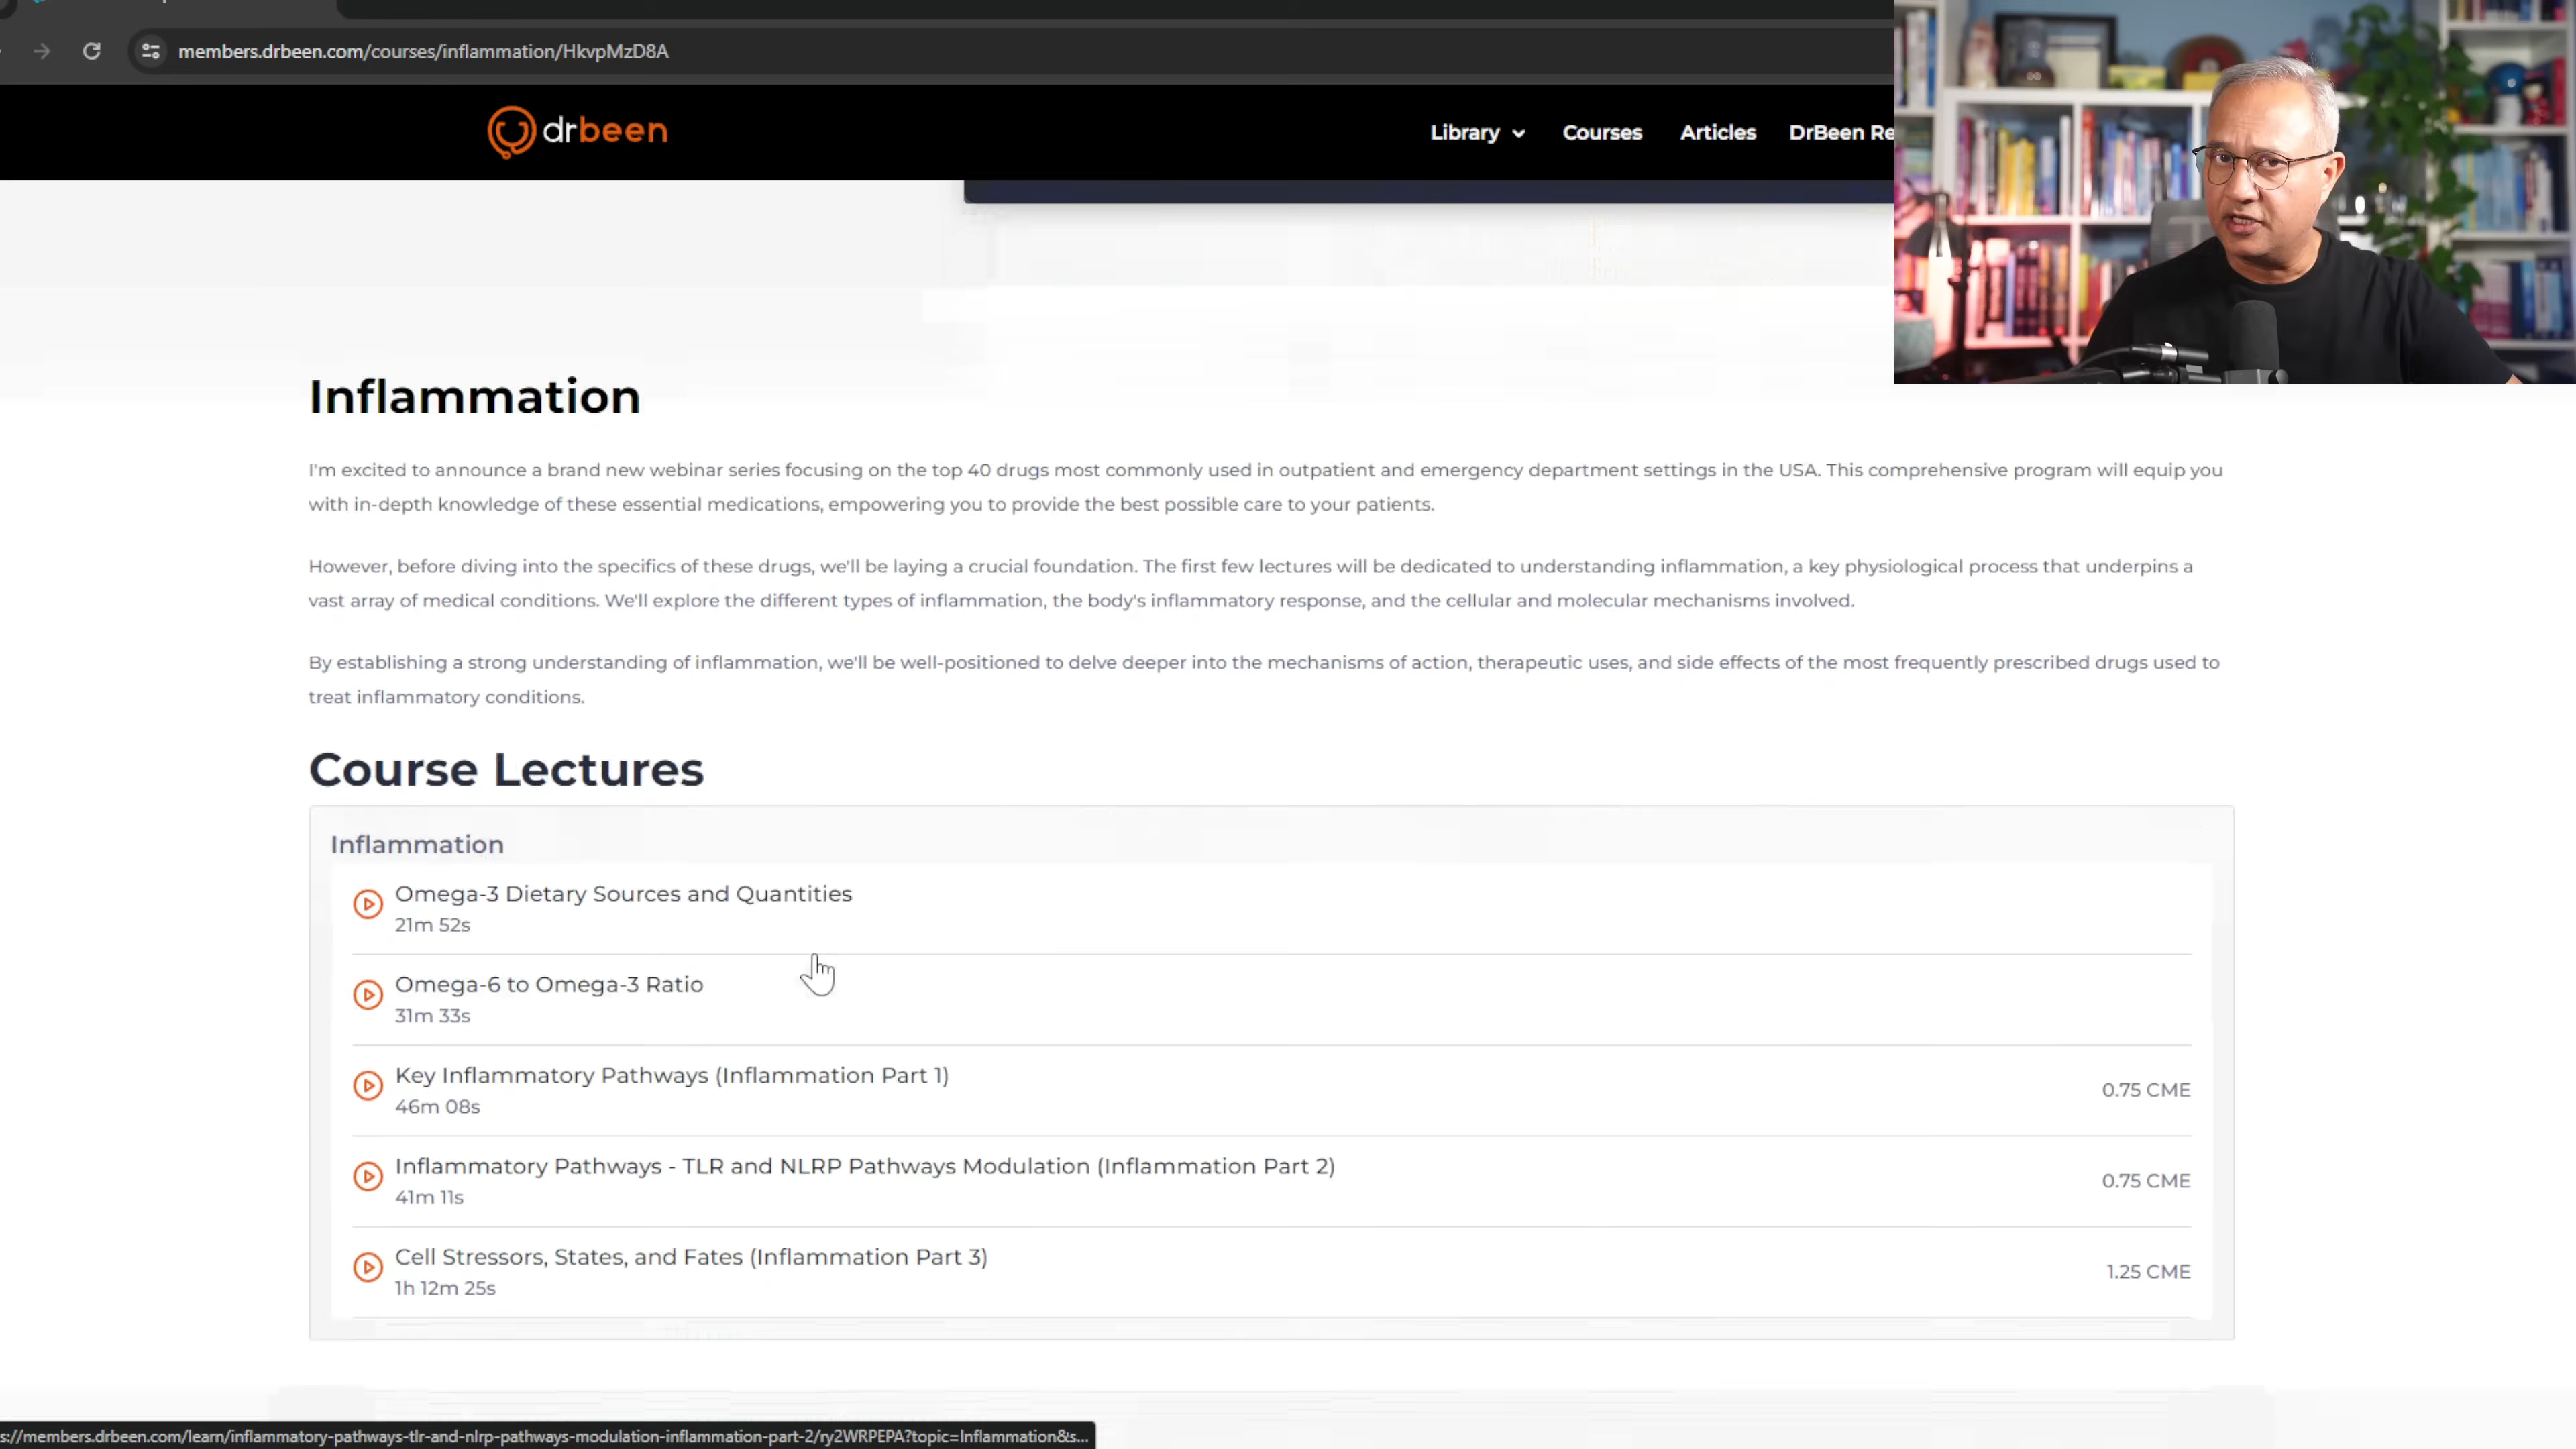 members.drbeen.com/courses/inflammation/HkvpMzD8A
drbeen
Library
Courses
Articles
DrBeen Re
Inflammation
I'm excited to announce a brand new webinar series focusing on the top 40 drugs most commonly used in outpatient and emergency department settings in the USA. This comprehensive program will equip you
with in-depth knowledge of these essential medications, empowering you to provide the best possible care to your patients.
However, before diving into the specifics of these drugs, we'll be laying a crucial foundation. The first few lectures will be dedicated to understanding inflammation, a key physiological process that underpins a
vast array of medical conditions. We'll explore the different types of inflammation, the body's inflammatory response, and the cellular and molecular mechanisms involved.
By establishing a strong understanding of inflammation, we'll be well-positioned to delve deeper into the mechanisms of action, therapeutic uses, and side effects of the most frequently prescribed drugs used to
treat inflammatory conditions.
Course Lectures
Inflammation
Omega-3 Dietary Sources and Quantities
21m 52s
Omega-6 to Omega-3 Ratio
31m 33s
Key Inflammatory Pathways (Inflammation Part 1)
46m 08s
0.75 CME
Inflammatory Pathways - TLR and NLRP Pathways Modulation (Inflammation Part 2)
41m 11s
0.75 CME
Cell Stressors, States, and Fates (Inflammation Part 3)
1h 12m 25s
1.25 CME
s://members.drbeen.com/learn/inflammatory-pathways-tlr-and-nlrp-pathways-modulation-inflammation-part-2/ry2WRPEPA?topic=Inflammation&s...